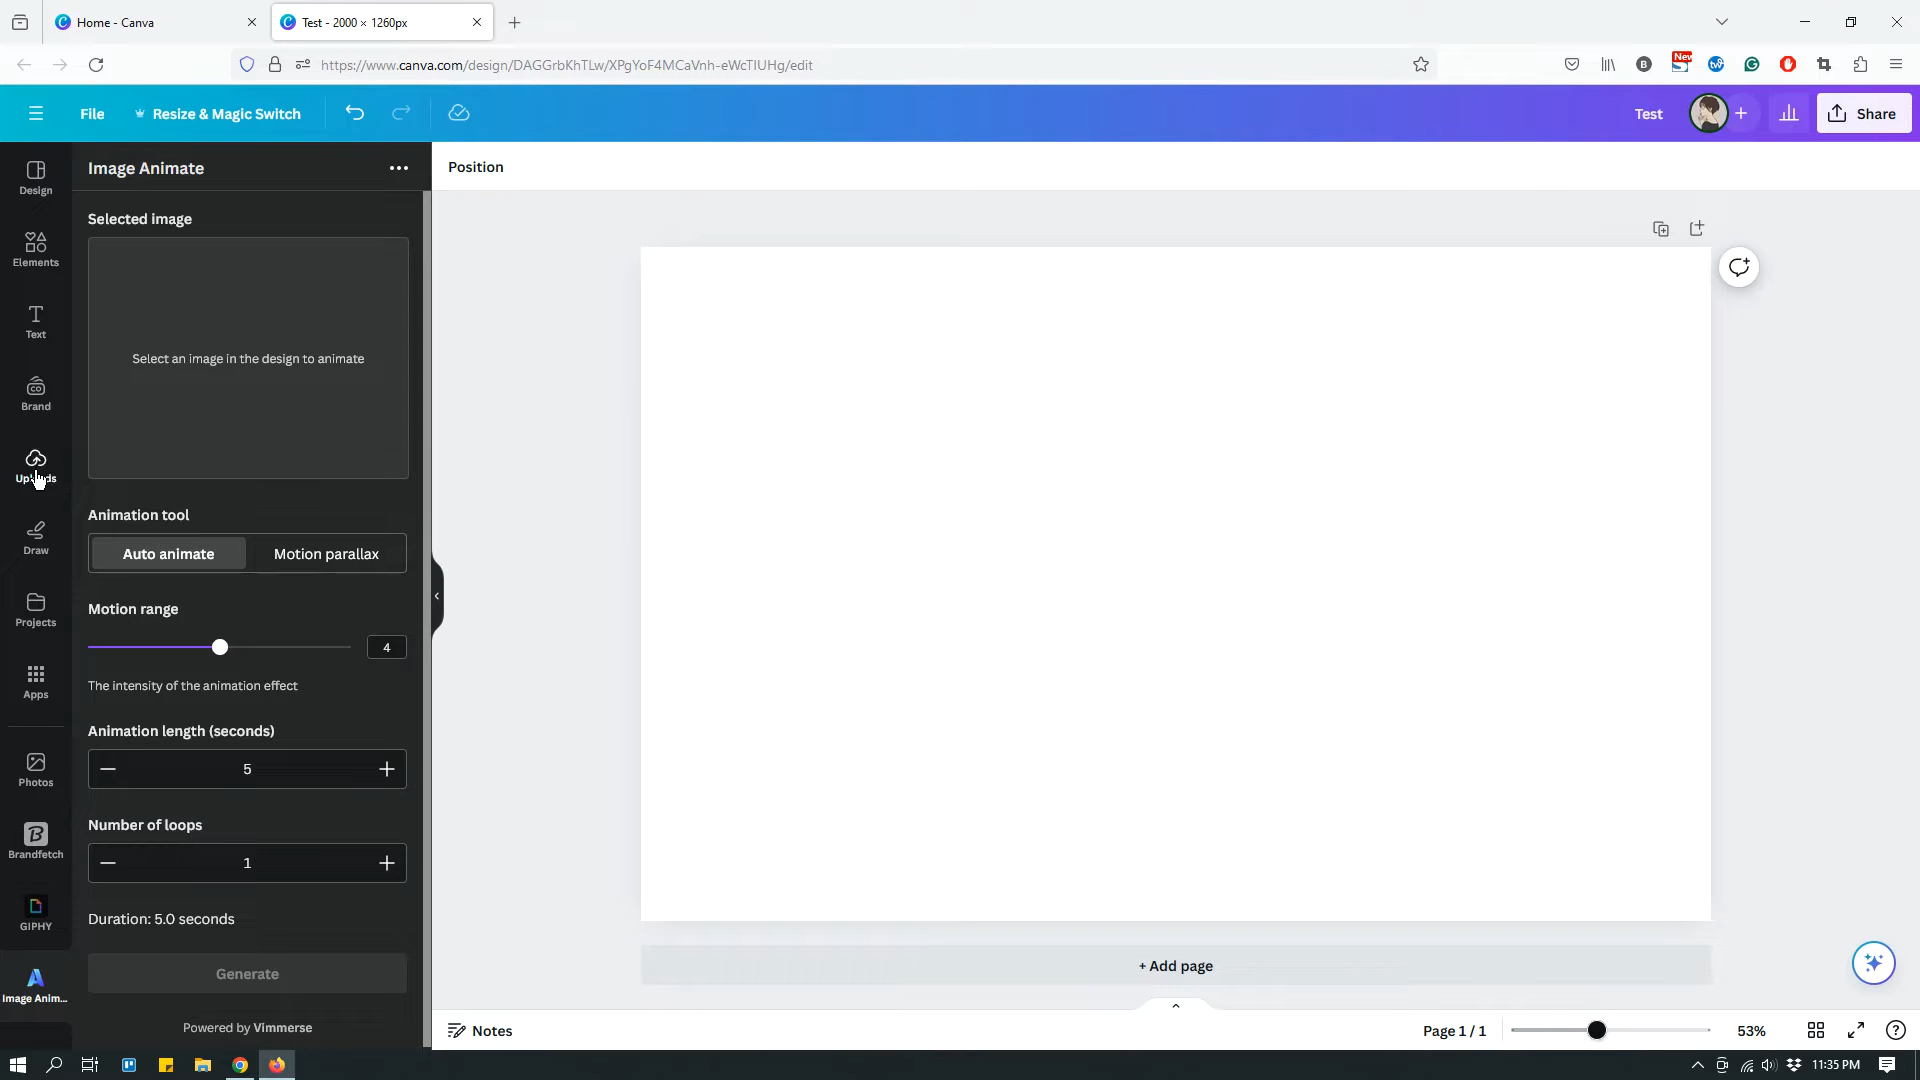 Home - Canva
Test - 2000 × 1260px
https://www.canva.com/design/DAGGrbKhTLw/XPgYoF4MCaVnh-eWcTIUHg/edit
New
File
Resize & Magic Switch
Test
Share
Design
Elements
Text
Brand
Draw
Projects
Apps
Photos
Brandfetch
GIPHY
Image Anim...
Image Animate
Selected image
Select an image in the design to animate
Animation tool
Auto animate
Motion parallax
Motion range
4
The intensity of the animation effect
Animation length (seconds)
5
Number of loops
1
Duration: 5.0 seconds
Generate
Powered by Vimmerse
Position
+ Add page
Notes
Page 1 / 1
53%
11:35 PM